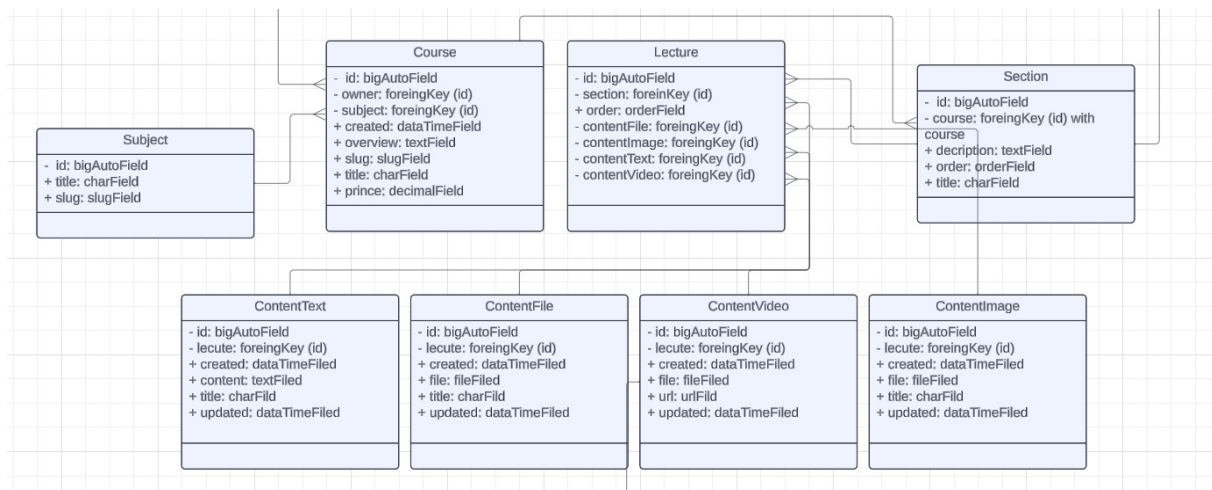 Course
- id: bigAutoField
- owner: foreingKey (id)
- subject: foreingKey (id)
+ created: dataTimeField
+ overview: textField
+ slug: slugField
+ title: charField
+ prince: decimalField
Lecture
- id: bigAutoField
- section: foreinKey (id)
+ order: orderField
- contentFile: foreingKey (id)
- contentImage: foreingKey (id)
- contentText: foreingKey (id)
- contentVideo: foreingKey (id)
Section
- id: bigAutoField
- course: foreingKey (id) with
course
+ decription: textField
+ order: orderField
+ title: charField
Subject
- id: bigAutoField
+ title: charField
+ slug: slugField
ContentText
- id: bigAutoField
- lecute: foreingKey (id)
+ created: dataTimeFiled
+ content: textFiled
+ title: charFild
+ updated: dataTimeFiled
ContentFile
- id: bigAutoField
- lecute: foreingKey (id)
+ created: dataTimeFiled
+ file: fileFiled
+ title: charFild
+ updated: dataTimeFiled
ContentVideo
- id: bigAutoField
- lecute: foreingKey (id)
+ created: dataTimeFiled
+ file: fileFiled
+ url: urlFild
+ updated: dataTimeFiled
ContentImage
- id: bigAutoField
- lecute: foreingKey (id)
+ created: dataTimeFiled
+ file: fileFiled
+ title: charFild
+ updated: dataTimeFiled